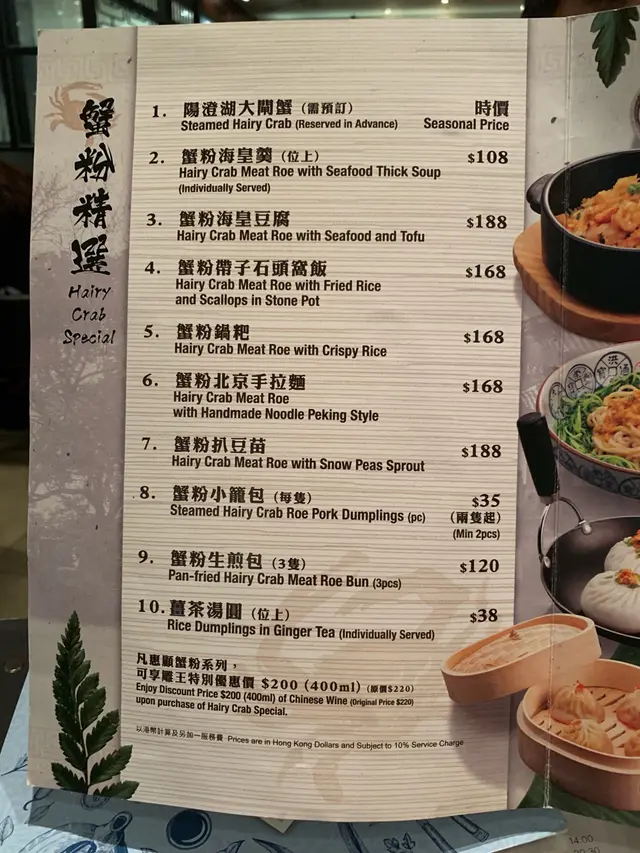 蟹粉精選
Hairy
Crab
Special
1. 陽澄湖大閘蟹（需預訂） 時價
Steamed Hairy Crab (Reserved in Advance) Seasonal Price
2. 蟹粉海皇羹（位上） $108
Hairy Crab Meat Roe with Seafood Thick Soup
(Individually Served)
3. 蟹粉海皇豆腐 $188
Hairy Crab Meat Roe with Seafood and Tofu
4. 蟹粉帶子石頭窩飯 $168
Hairy Crab Meat Roe with Fried Rice
and Scallops in Stone Pot
5. 蟹粉鍋粑 $168
Hairy Crab Meat Roe with Crispy Rice
6. 蟹粉北京手拉麵 $168
Hairy Crab Meat Roe
with Handmade Noodle Peking Style
7. 蟹粉扒豆苗 $188
Hairy Crab Meat Roe with Snow Peas Sprout
8. 蟹粉小籠包（每隻） $35
Steamed Hairy Crab Roe Pork Dumplings (pc) （兩隻起）
(Min 2pcs)
9. 蟹粉生煎包（3隻） $120
Pan-fried Hairy Crab Meat Roe Bun (3pcs)
10. 薑茶湯圓（位上） $38
Rice Dumplings in Ginger Tea (Individually Served)
凡惠顧蟹粉系列，
可享雕王特別優惠價 $200 (400ml)（原價$220）
Enjoy Discount Price $200 (400ml) of Chinese Wine (Original Price $220)
upon purchase of Hairy Crab Special.
以港幣計算及另加一服務費 Prices are in Hong Kong Dollars and Subject to 10% Service Charge
14:00